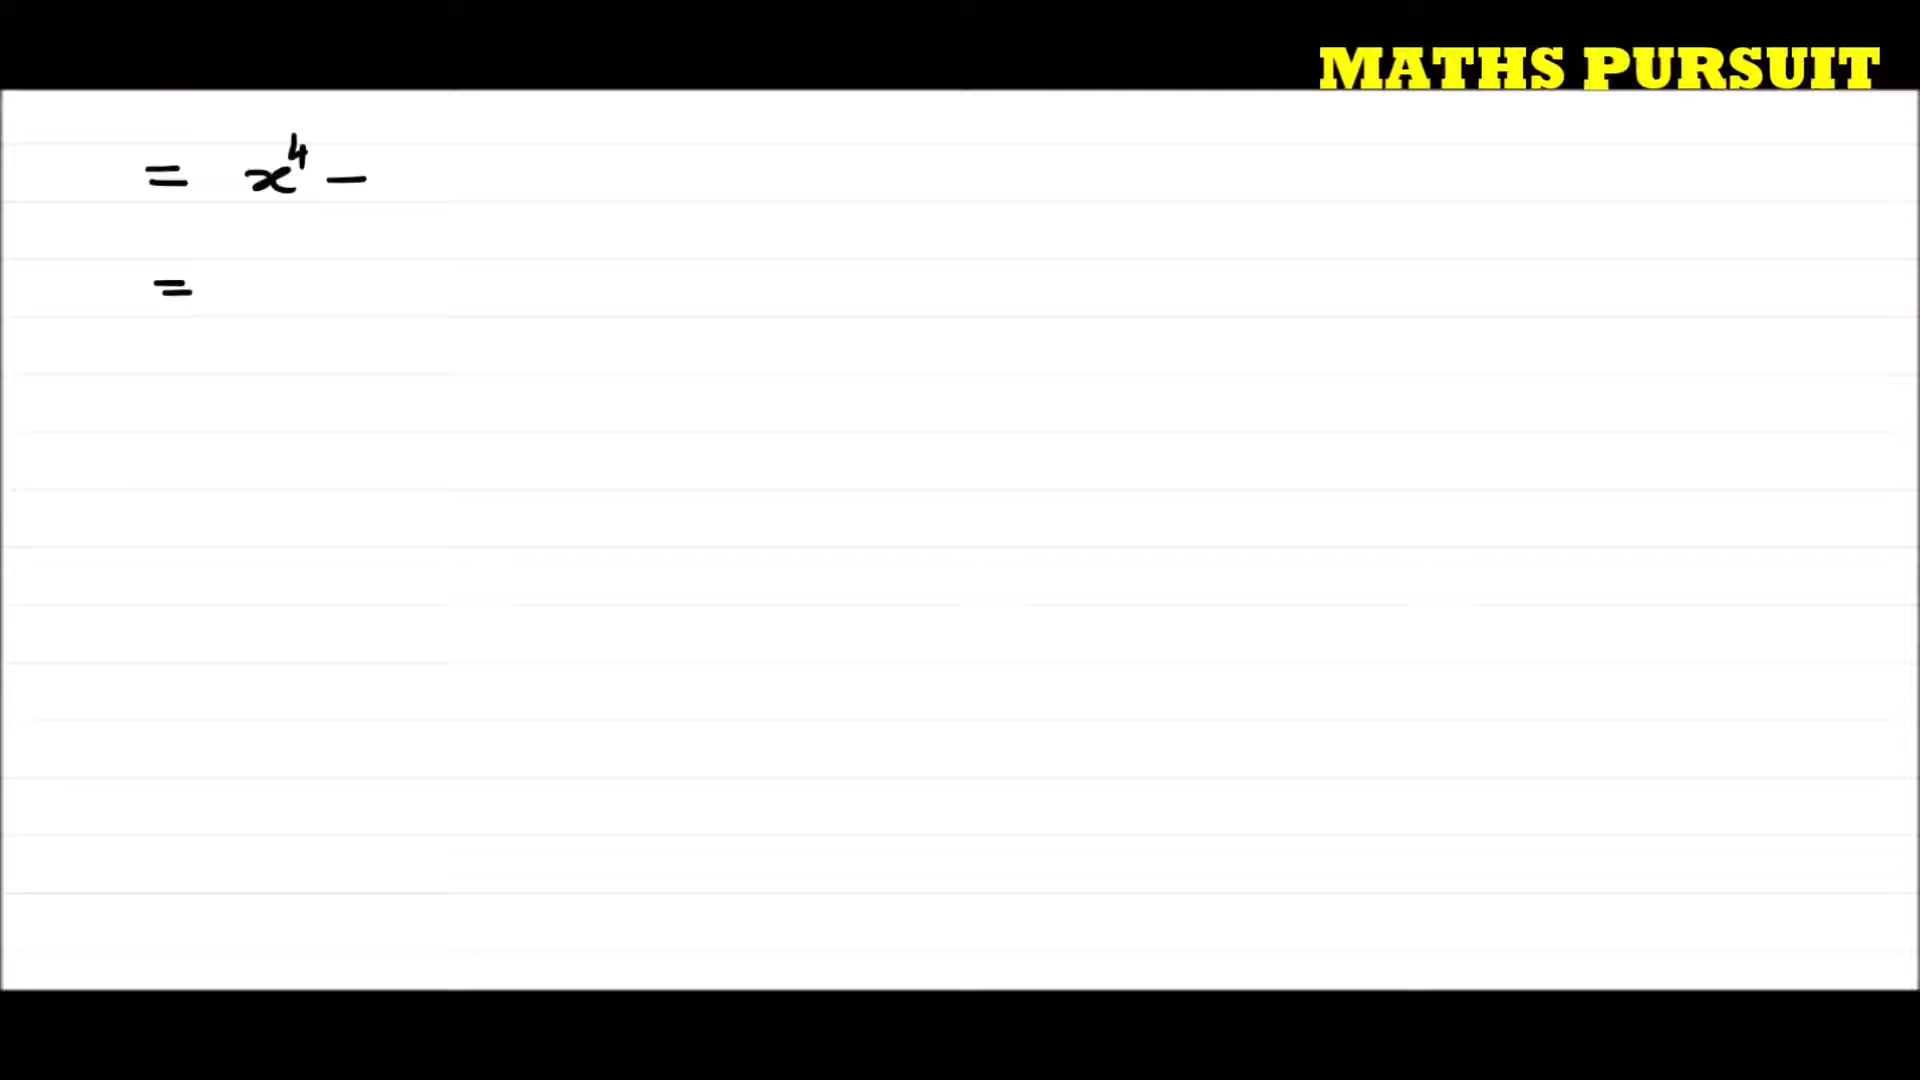 MATHS PURSUIT
= x⁴ −
=